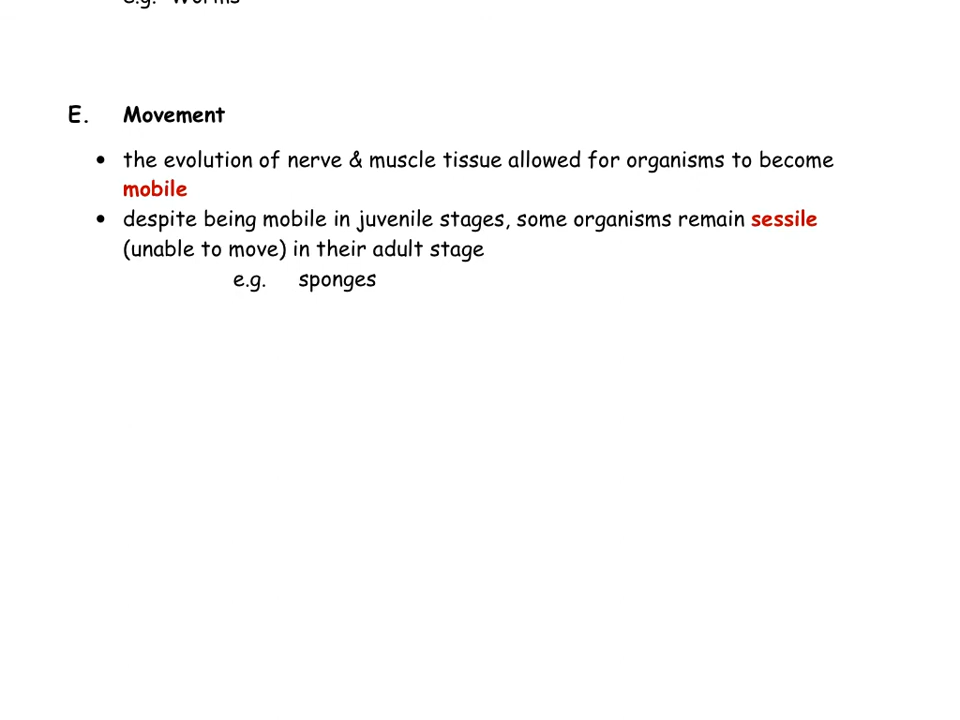 e.g. Worms
E. Movement
• the evolution of nerve & muscle tissue allowed for organisms to become
mobile
• despite being mobile in juvenile stages, some organisms remain sessile
(unable to move) in their adult stage
e.g. sponges